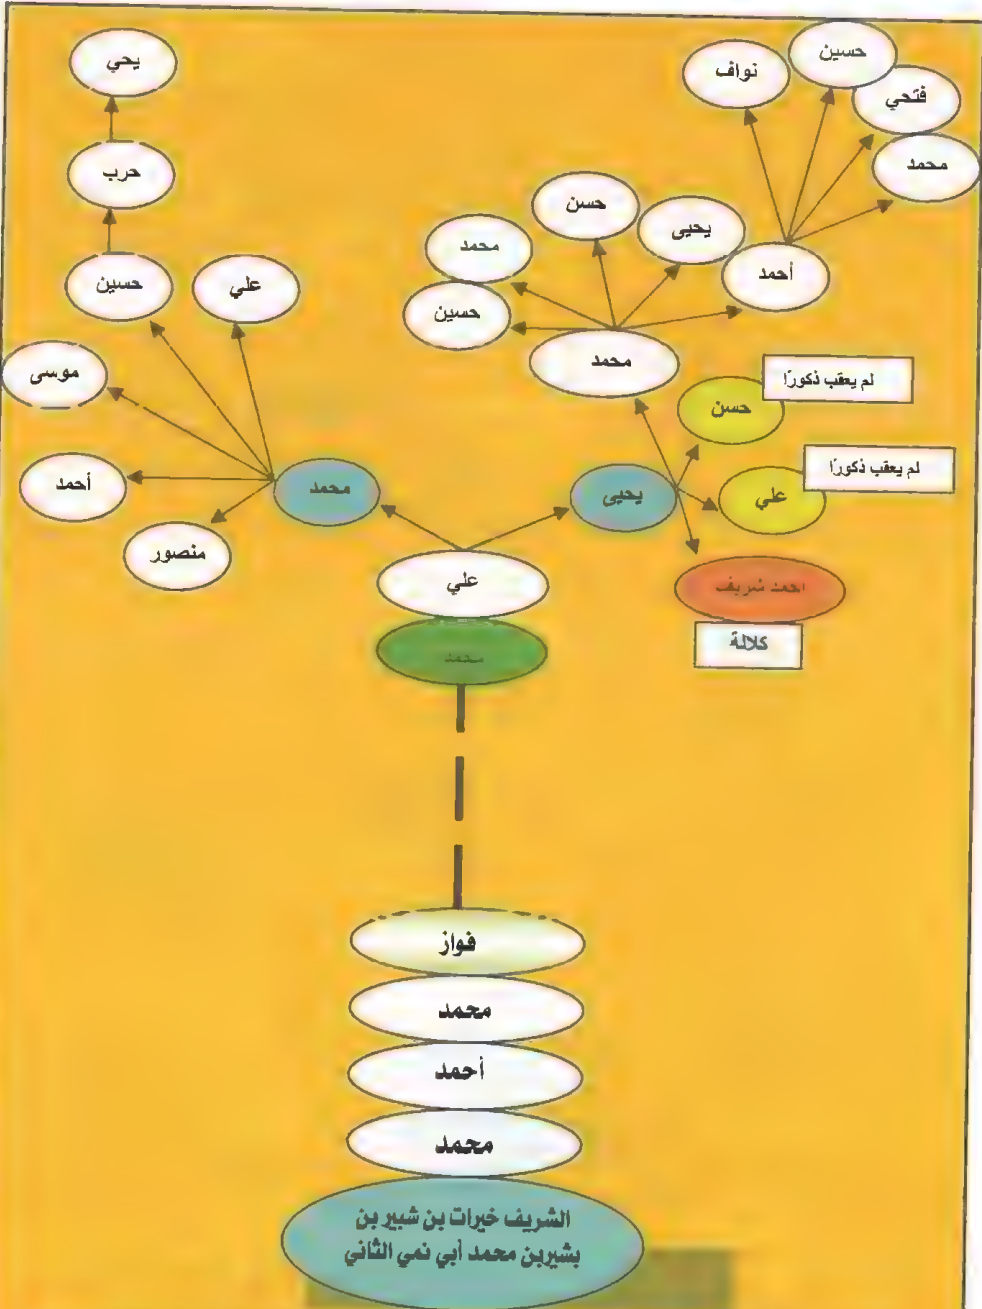 حسين
نواف
يحي
فتحي
محمد
حرب
حسن
يحيى
محمد
أحمد
علي
حسين
حسين
محمد
موسى
لم يعقب ذكورًا
حسن
لم يعقب ذكورًا
أحمد
محمد
يحيى
علي
منصور
علي
احمد شريف
محمد
كلالة
فواز
محمد
أحمد
محمد
الشريف خيرات بن شبير بن
بشيربن محمد أبي نمي الثاني